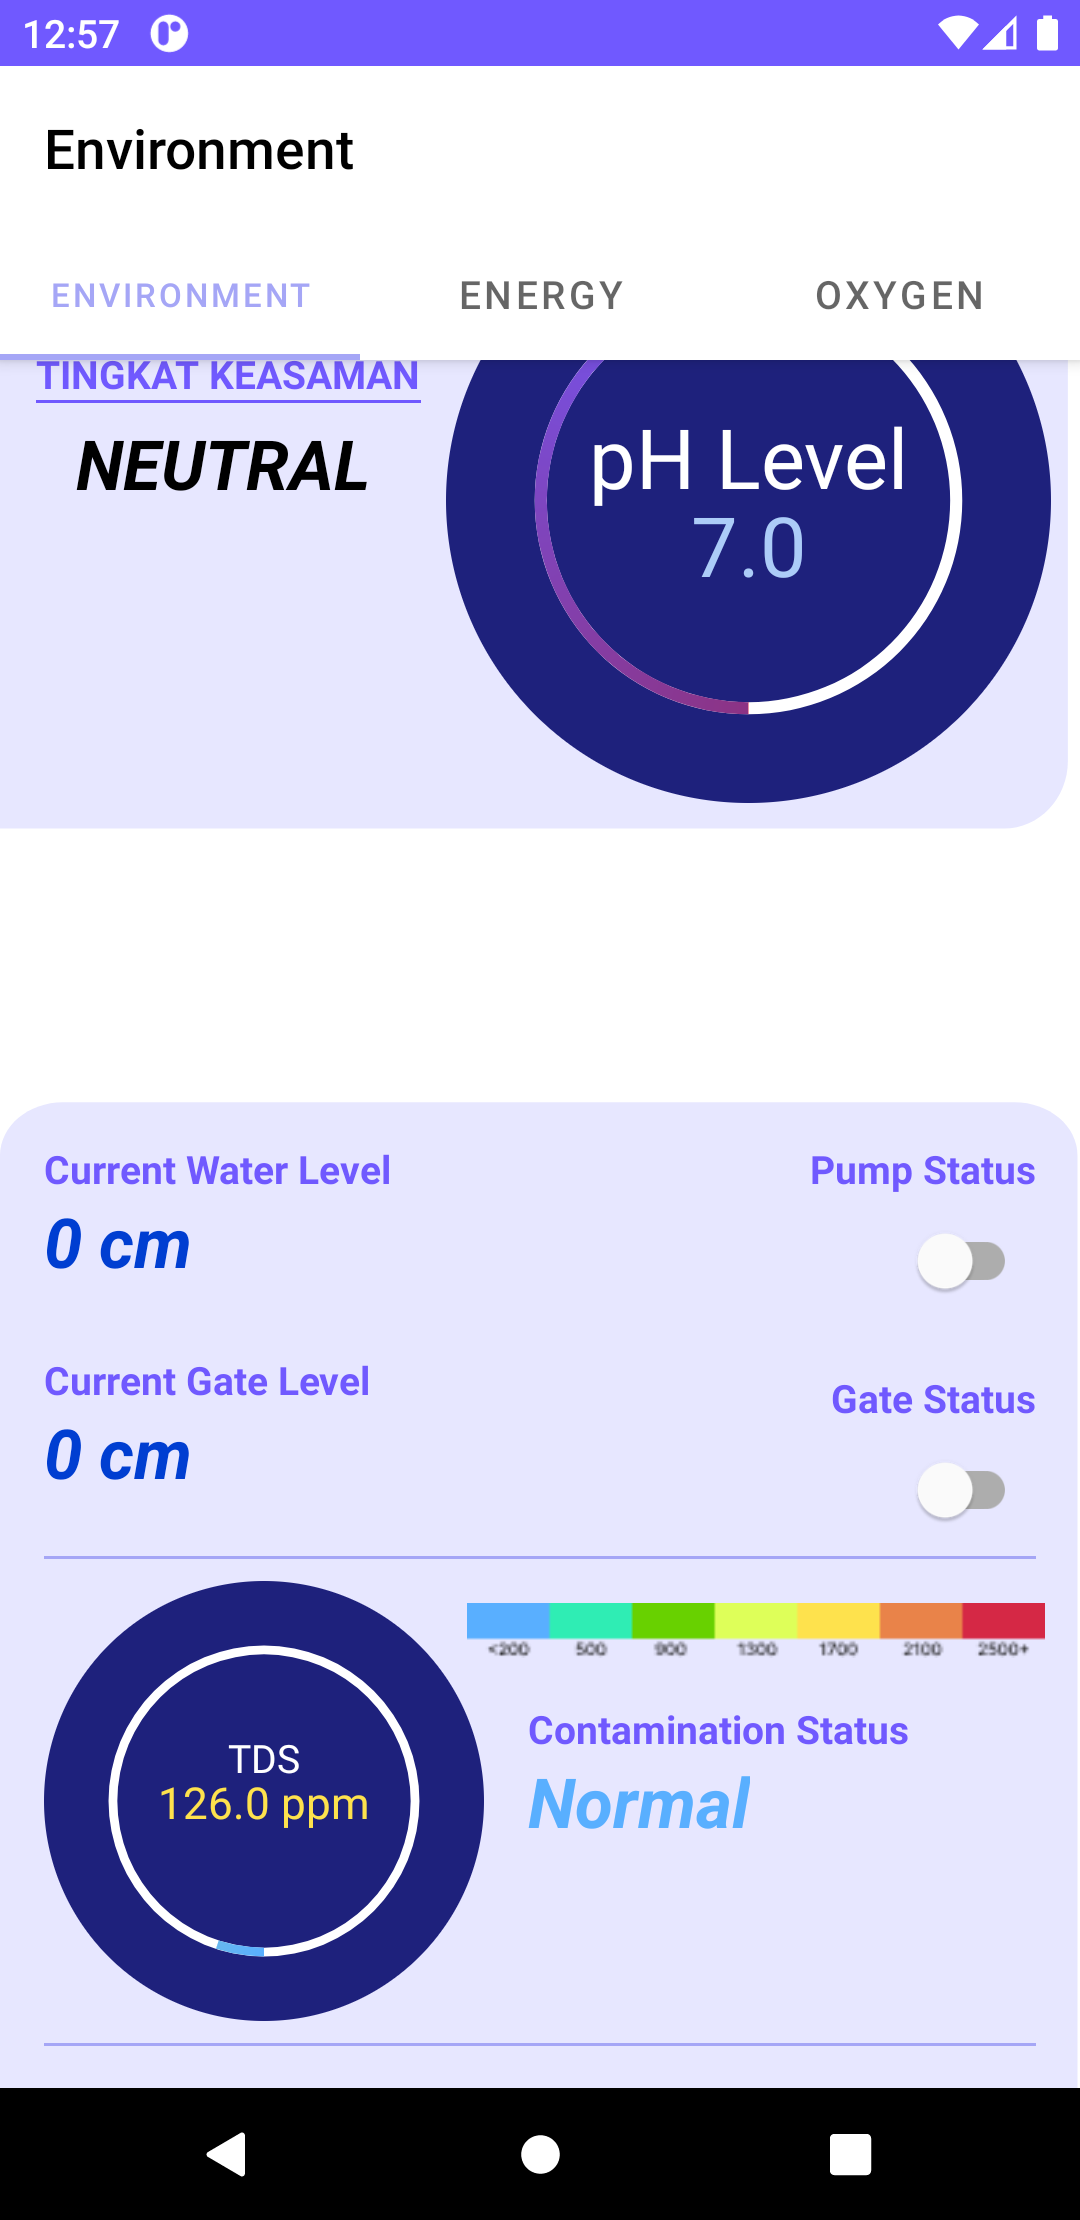 12:57
Environment
ENVIRONMENT ENERGY OXYGEN
TINGKAT KEASAMAN
NEUTRAL
pH Level
7.0
Current Water Level Pump Status
0 cm
Current Gate Level Gate Status
0 cm
<200 500 900 1300 1700 2100 2500+
TDS
126.0 ppm
Contamination Status
Normal